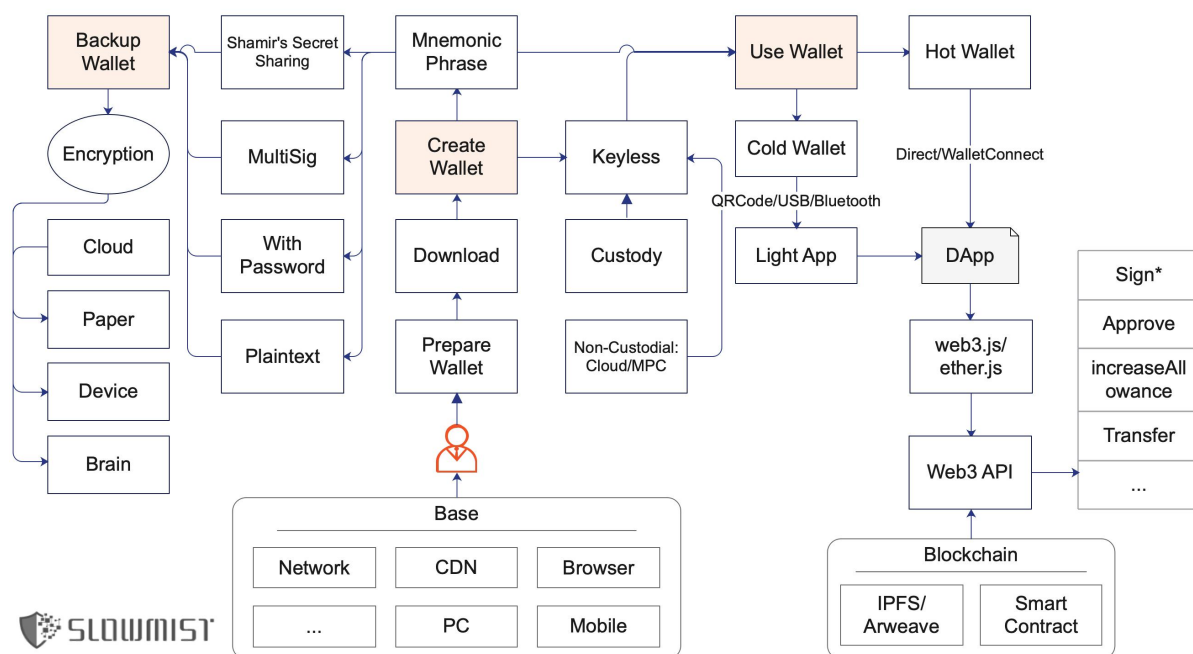 Backup
Wallet
Shamir's Secret
Sharing
Mnemonic
Phrase
Use Wallet
Hot Wallet
Encryption
MultiSig
Create
Wallet
Keyless
Cold Wallet
Direct/WalletConnect
QRCode/USB/Bluetooth
Cloud
With
Password
Download
Custody
Light App
DApp
Sign*
Paper
Plaintext
Prepare
Wallet
Non-Custodial:
Cloud/MPC
web3.js/
ether.js
Approve
increaseAll
owance
Device
Transfer
Brain
Web3 API
...
Base
Network
CDN
Browser
...
PC
Mobile
Blockchain
IPFS/
Arweave
Smart
Contract
SLOWMIST